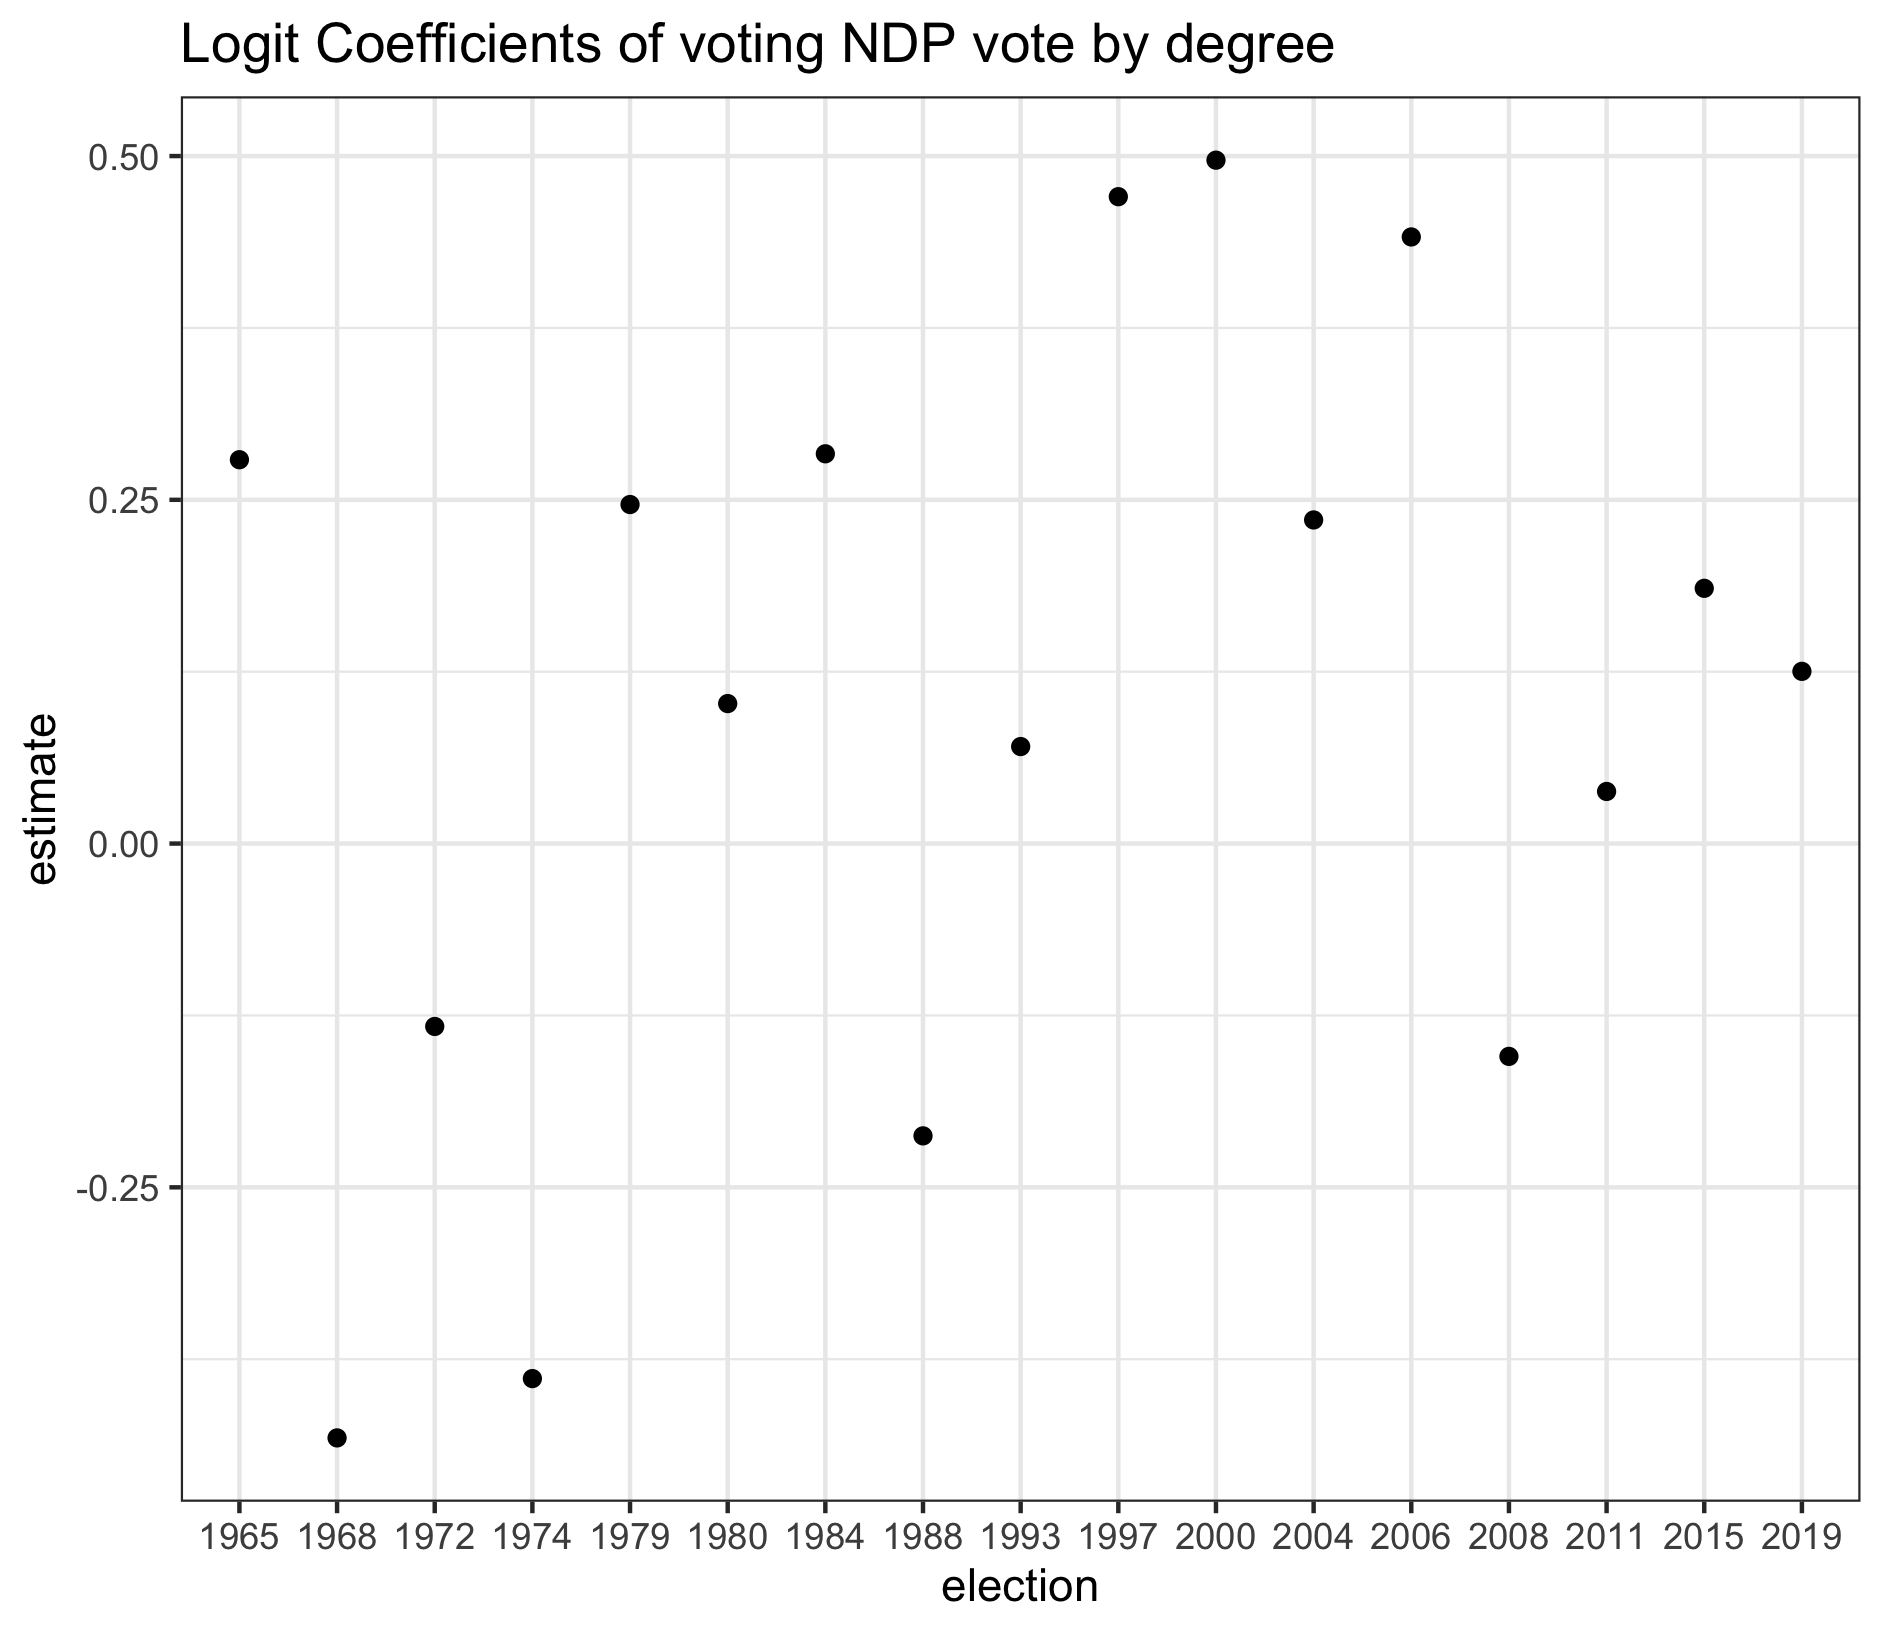 Logit Coefficients of voting NDP vote by degree
0.50
0.25
0.00
-0.25
estimate
1965 1968 1972 1974 1979 1980 1984 1988 1993 1997 2000 2004 2006 2008 2011 2015 2019
election